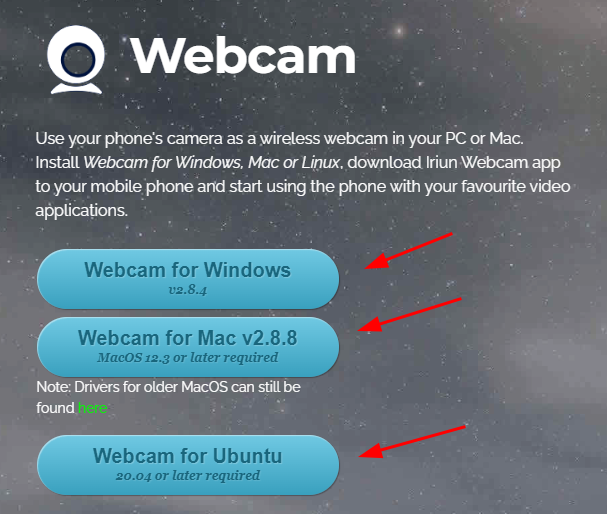 Webcam
Use your phone's camera as a wireless webcam in your PC or Mac.
Install Webcam for Windows, Mac or Linux, download Iriun Webcam app
to your mobile phone and start using the phone with your favourite video
applications.
Webcam for Windows
v2.8.4
Webcam for Mac v2.8.8
MacOS 12.3 or later required
Note: Drivers for older MacOS can still be
found here
Webcam for Ubuntu
20.04 or later required